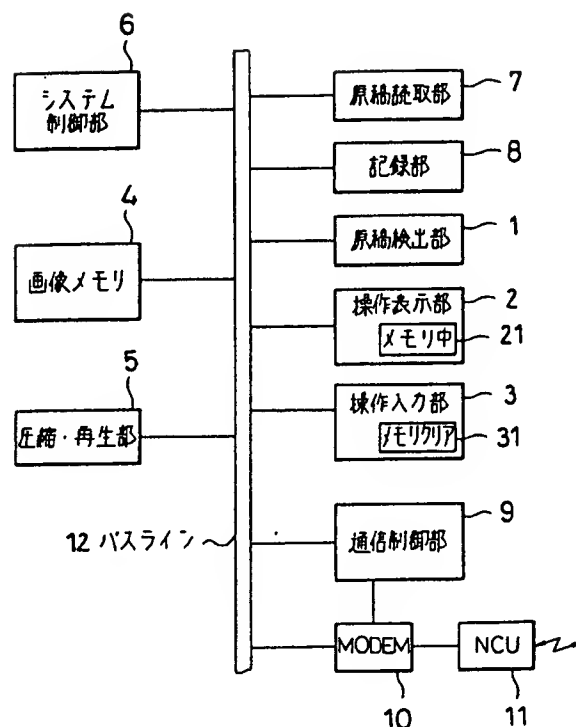 6
システム
制御部
4
画像メモリ
5
圧縮・再生部
12 バスライン
7
原稿読取部
8
記録部
1
原稿検出部
2
操作表示部
メモリ中
21
3
操作入力部
メモリクリア
31
9
通信制御部
MODEM
10
NCU
11